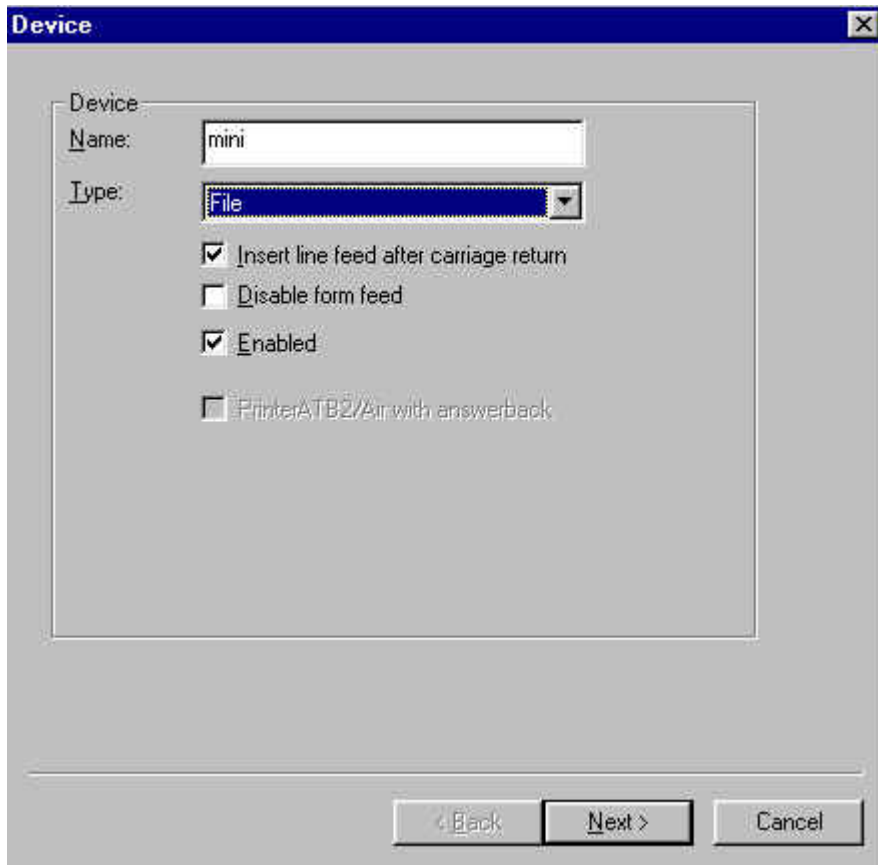 Device
Device
Name:
mini
Type:
File
Insert line feed after carriage return
Disable form feed
Enabled
PrinterATB2/Air with answerback
< Back
Next >
Cancel